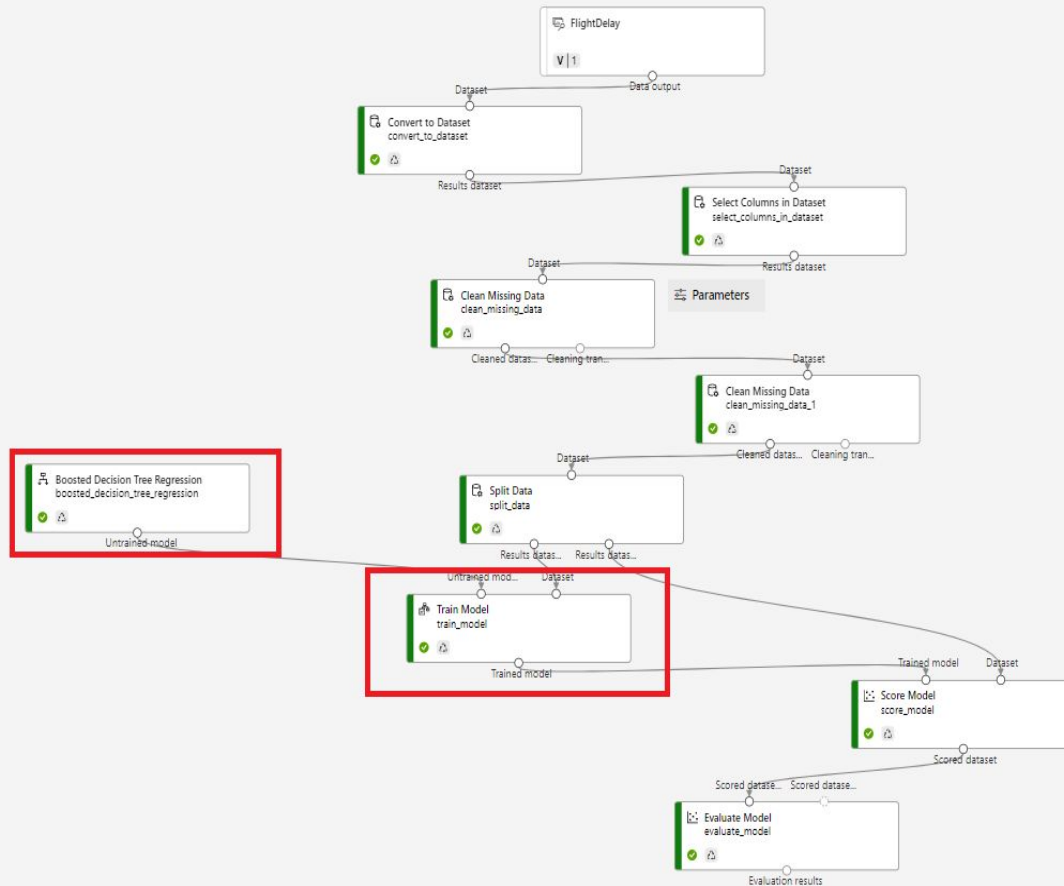 FlightDelay
V|1
Data output
Dataset
Convert to Dataset
convert_to_dataset
Results dataset
Dataset
Select Columns in Dataset
select_columns_in_dataset
Results dataset
Dataset
Clean Missing Data
clean_missing_data
Parameters
Cleaned datas... Cleaning tran...
Dataset
Clean Missing Data
clean_missing_data_1
Cleaned datas... Cleaning tran...
Dataset
Boosted Decision Tree Regression
boosted_decision_tree_regression
Untrained model
Split Data
split_data
Results datas... Results datas...
Untrained mod... Dataset
Train Model
train_model
Trained model
Trained model Dataset
Score Model
score_model
Scored dataset
Scored datase... Scored datase...
Evaluate Model
evaluate_model
Evaluation results